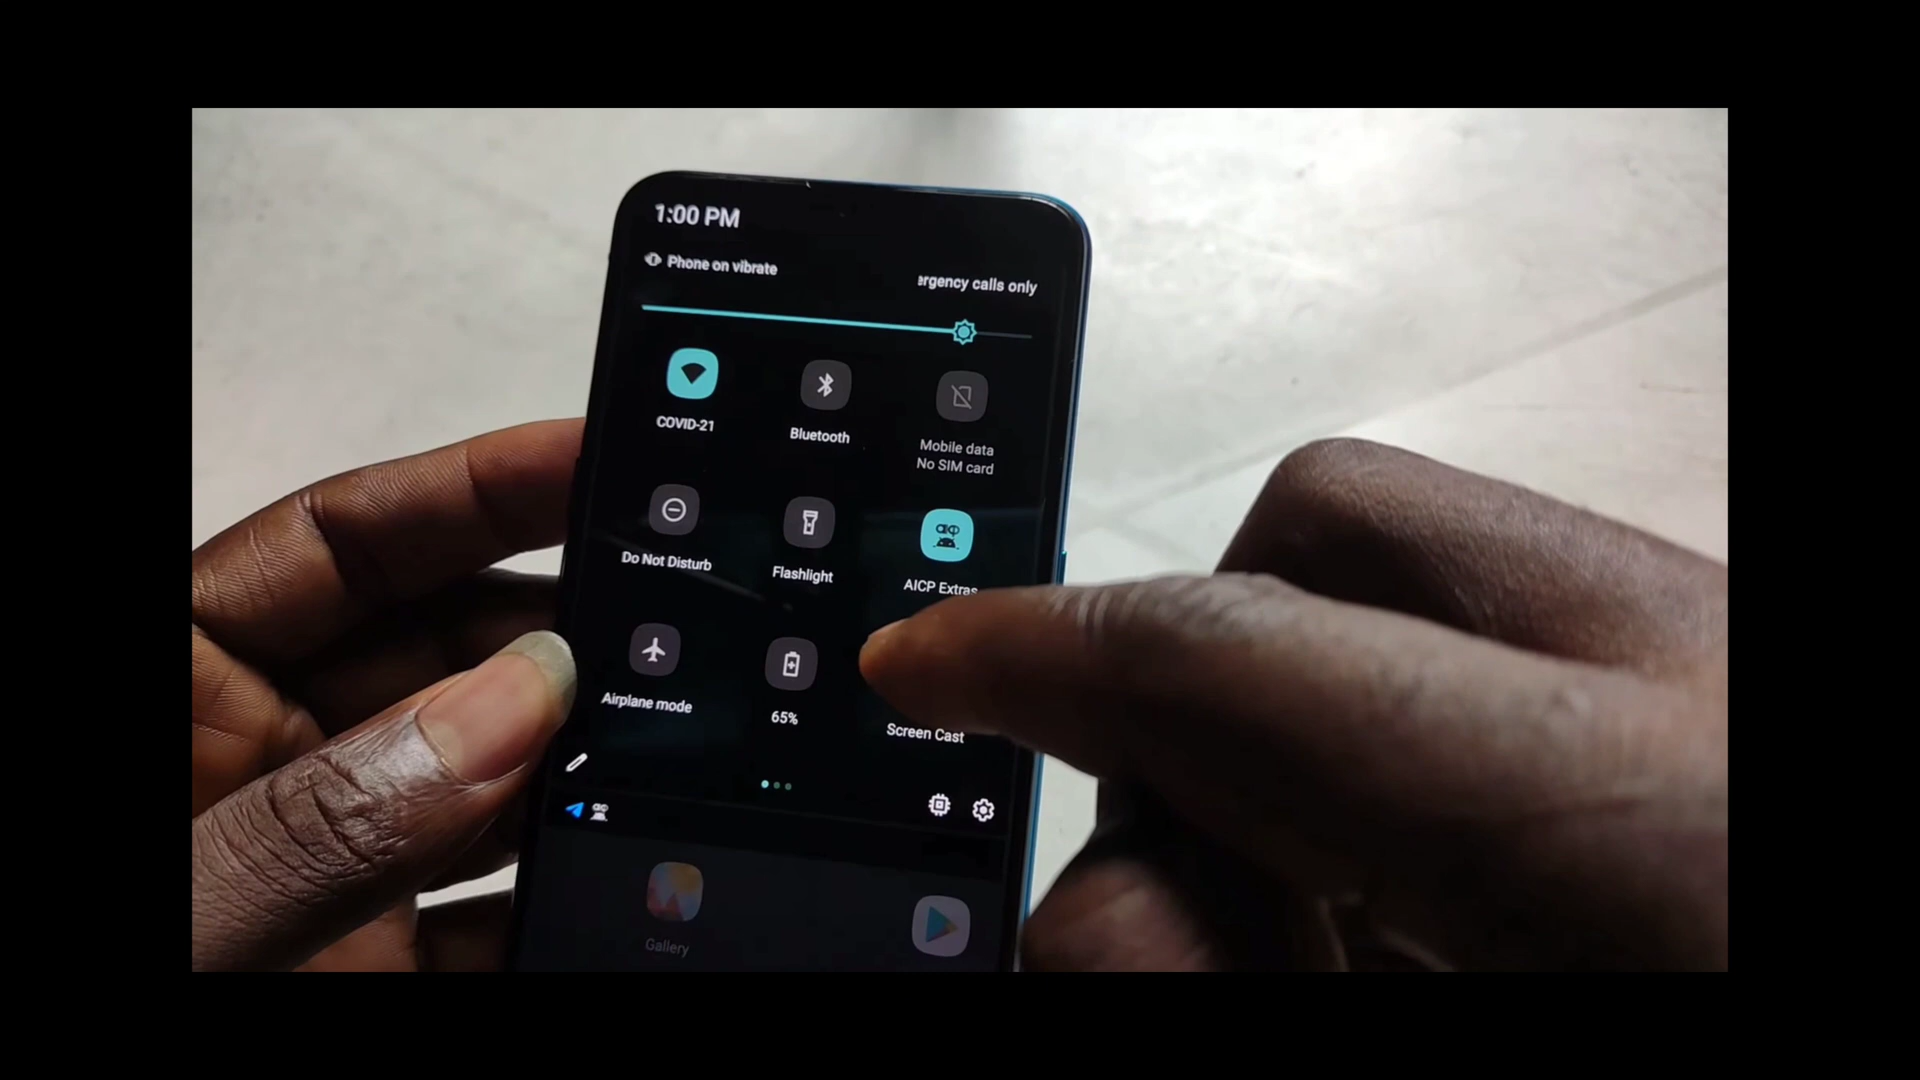 1:00 PM
Phone on vibrate
ergency calls only
COVID-21
Bluetooth
Mobile data
No SIM card
Do Not Disturb
Flashlight
AICP Extras
Airplane mode
65%
Screen Cast
Gallery